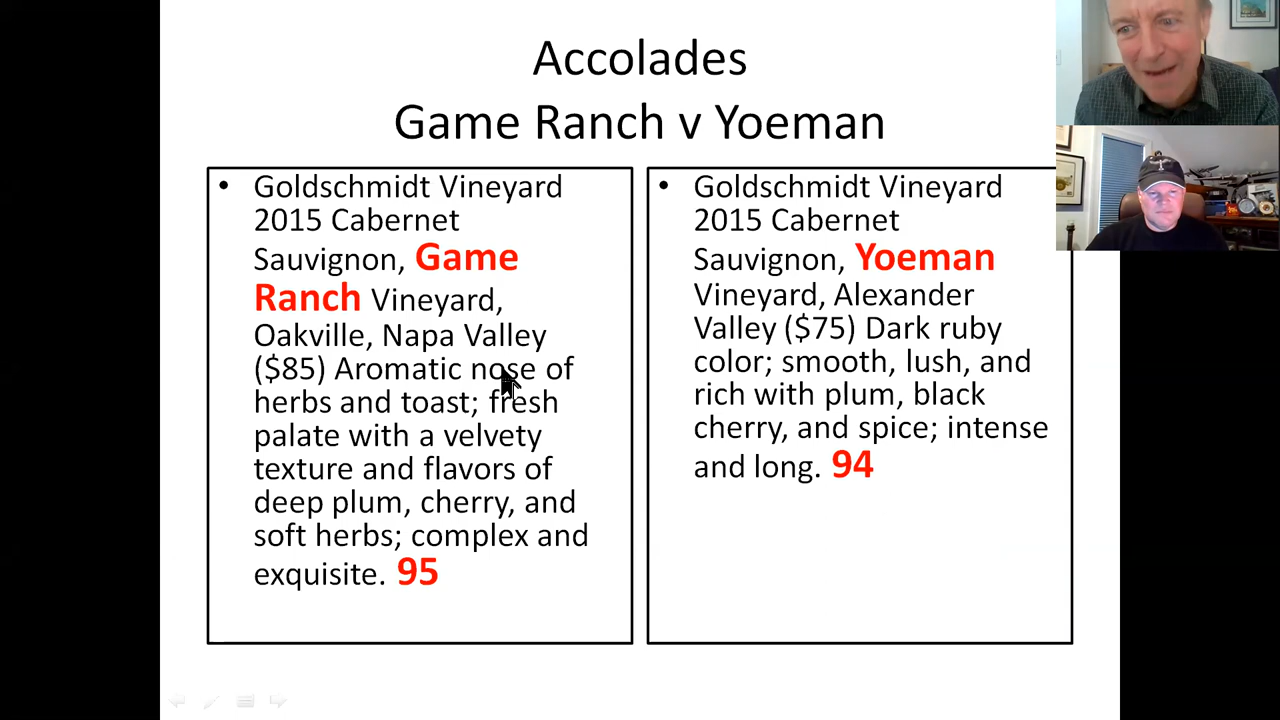 Accolades
Game Ranch v Yoeman
• Goldschmidt Vineyard
2015 Cabernet
Sauvignon, Game
Ranch Vineyard,
Oakville, Napa Valley
($85) Aromatic nose of
herbs and toast; fresh
palate with a velvety
texture and flavors of
deep plum, cherry, and
soft herbs; complex and
exquisite. 95
• Goldschmidt Vineyard
2015 Cabernet
Sauvignon, Yoeman
Vineyard, Alexander
Valley ($75) Dark ruby
color; smooth, lush, and
rich with plum, black
cherry, and spice; intense
and long. 94